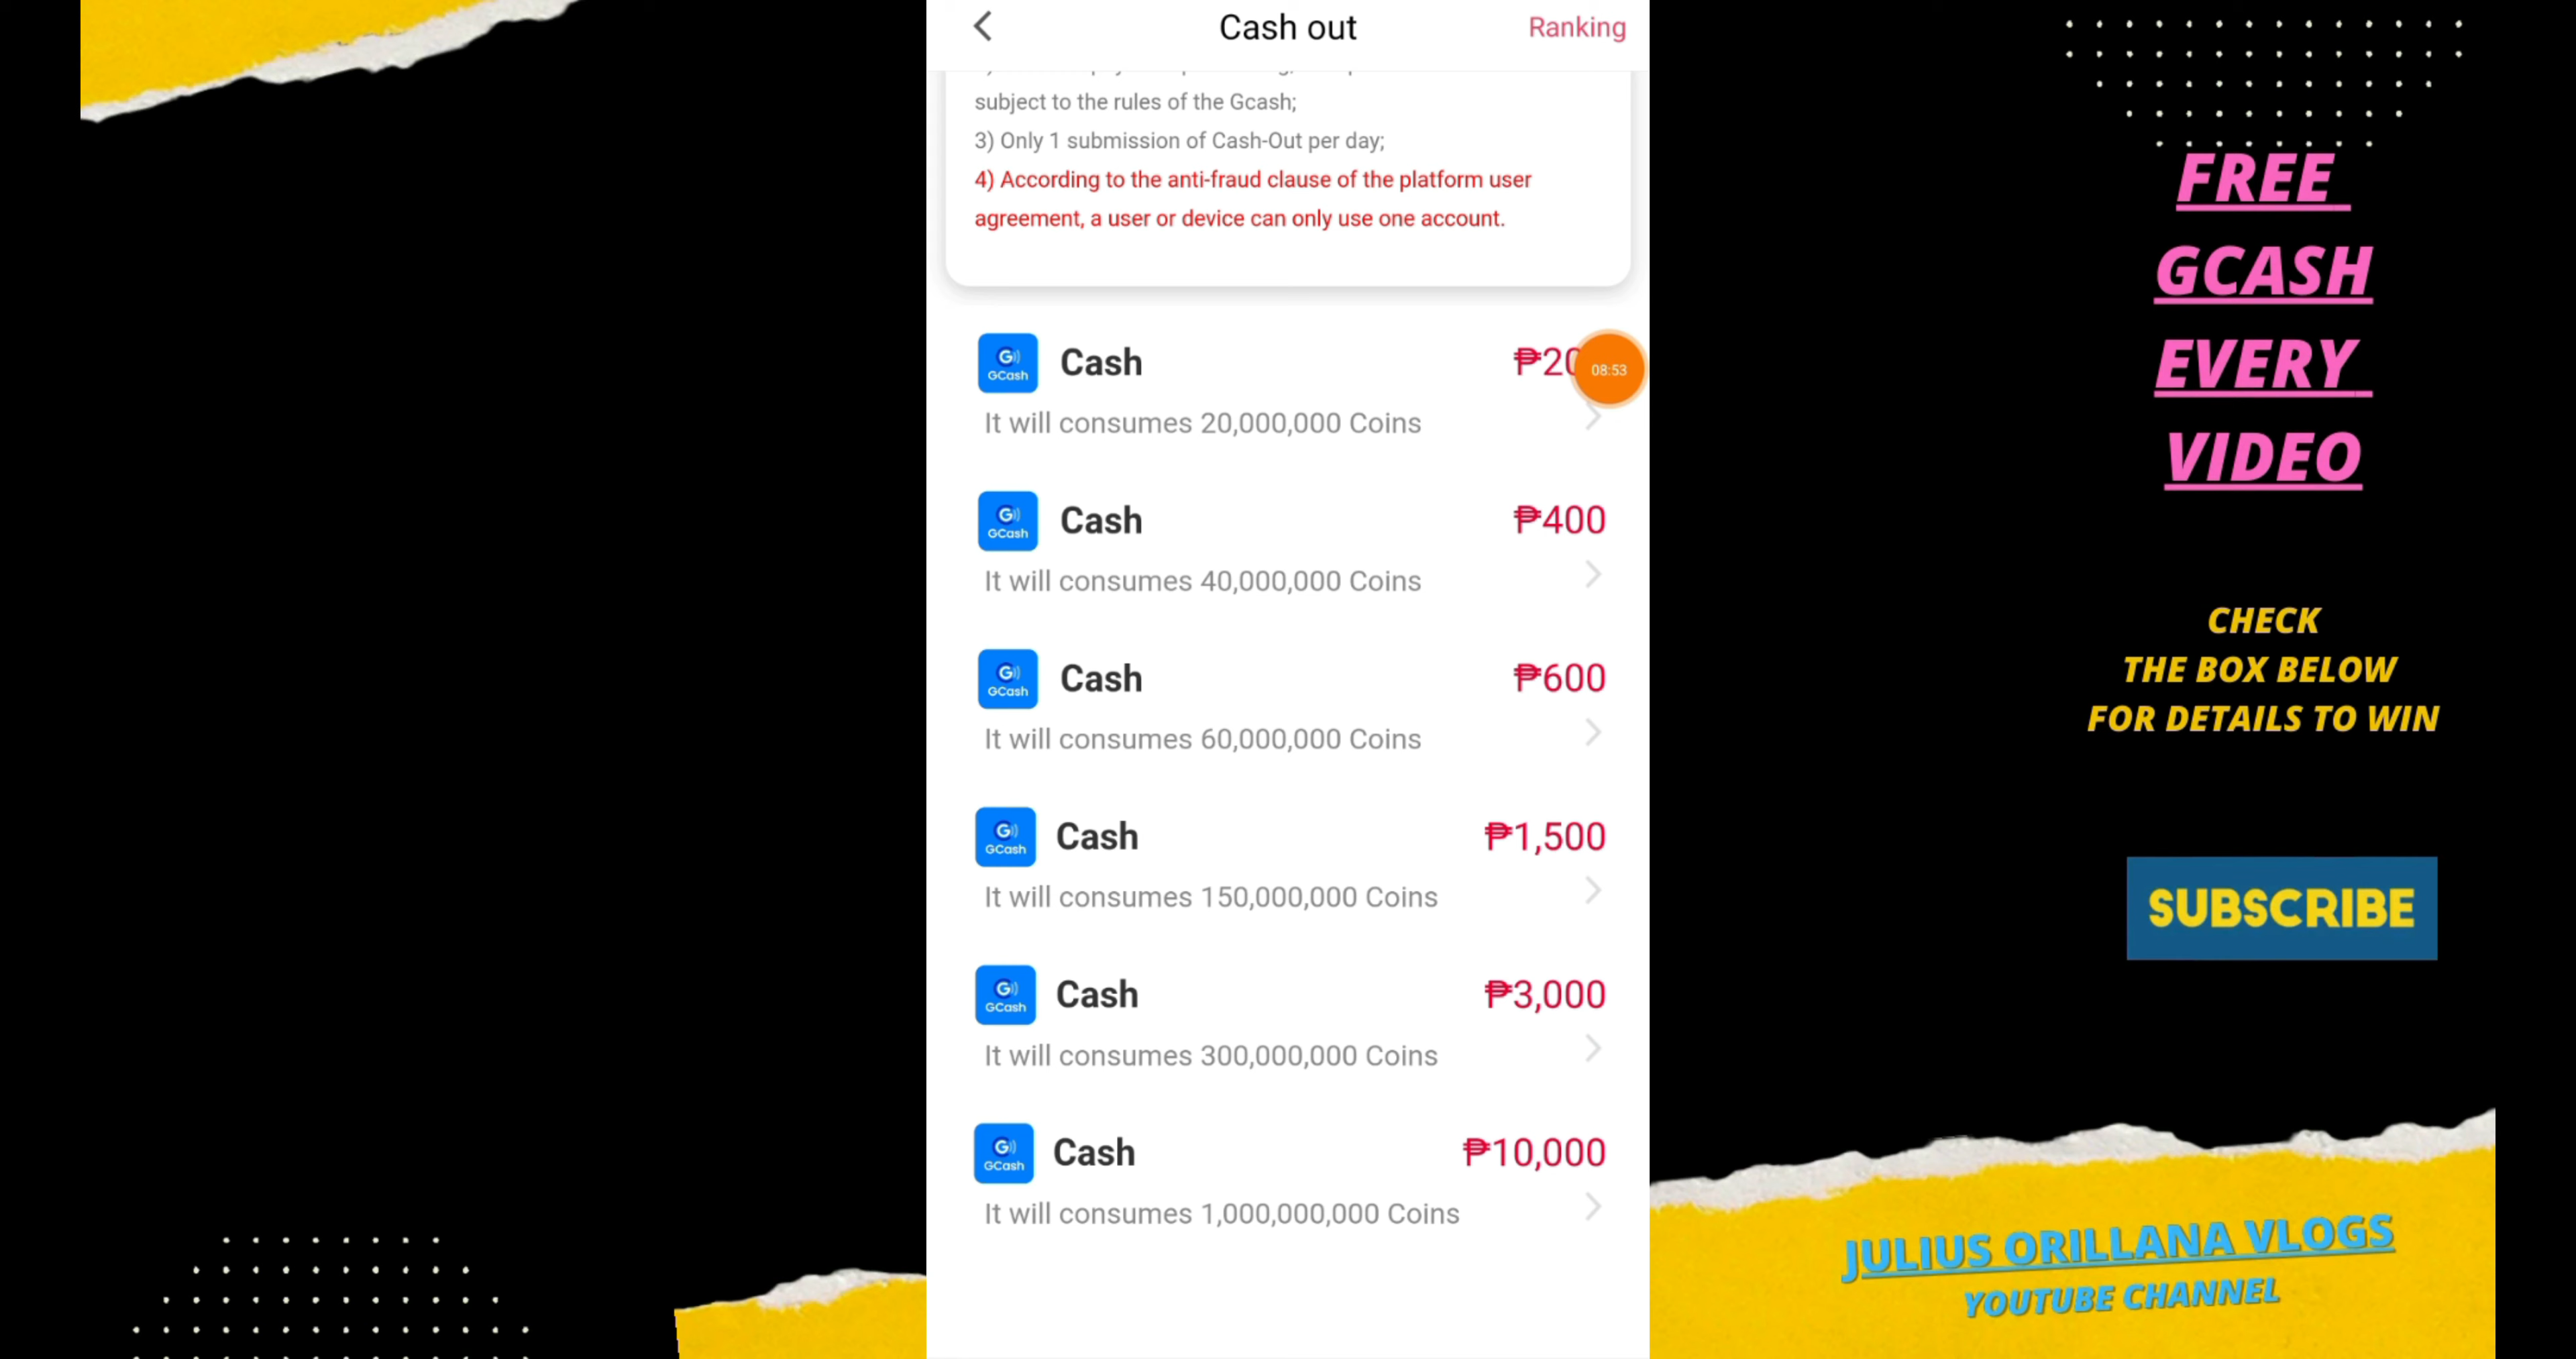 Cash out
Ranking
subject to the rules of the Gcash;
3) Only 1 submission of Cash-Out per day;
4) According to the anti-fraud clause of the platform user
agreement, a user or device can only use one account.
GCash
Cash
08:53
It will consumes 20,000,000 Coins
GCash
Cash
₱400
It will consumes 40,000,000 Coins
GCash
Cash
₱600
It will consumes 60,000,000 Coins
GCash
Cash
₱1,500
It will consumes 150,000,000 Coins
GCash
Cash
₱3,000
It will consumes 300,000,000 Coins
GCash
Cash
₱10,000
It will consumes 1,000,000,000 Coins
FREE
GCASH
EVERY
VIDEO
CHECK
THE BOX BELOW
FOR DETAILS TO WIN
SUBSCRIBE
JULIUS ORILLANA VLOGS
YOUTUBE CHANNEL